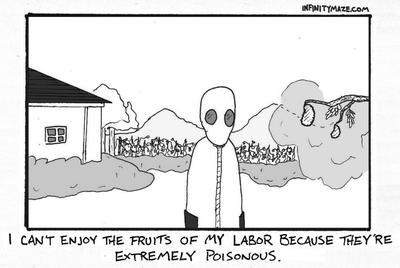 INFINITYMAZE.COM
I CAN'T ENJOY THE FRUITS OF MY LABOR BECAUSE THEY'RE
EXTREMELY POISONOUS.